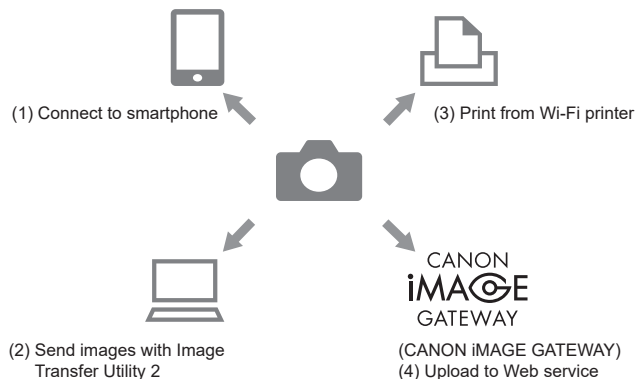 (1) Connect to smartphone
(3) Print from Wi-Fi printer
CANON
iMAGE
GATEWAY
(2) Send images with Image
Transfer Utility 2
(CANON iMAGE GATEWAY)
(4) Upload to Web service